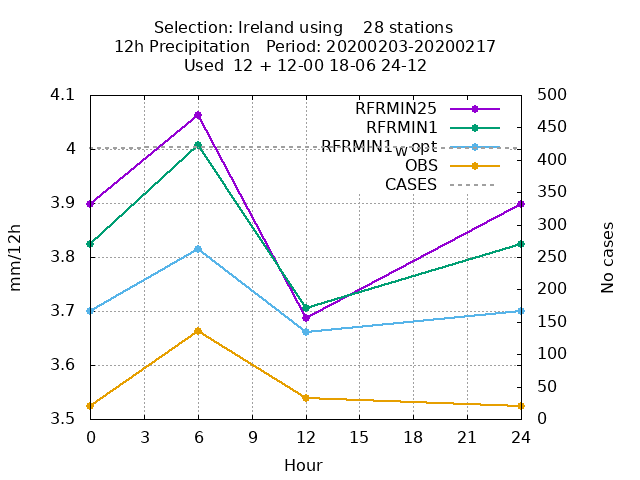 Selection: Ireland using    28 stations
12h Precipitation   Period: 20200203-20200217
Used  12 + 12-00 18-06 24-12
4.1
4
3.9
3.8
3.7
3.6
3.5
500
450
400
350
300
250
200
150
100
50
0
RFRMIN25
RFRMIN1
RFRMIN1_w opt
OBS
CASES
mm/12h
No cases
0 3 6 9 12 15 18 21 24
Hour